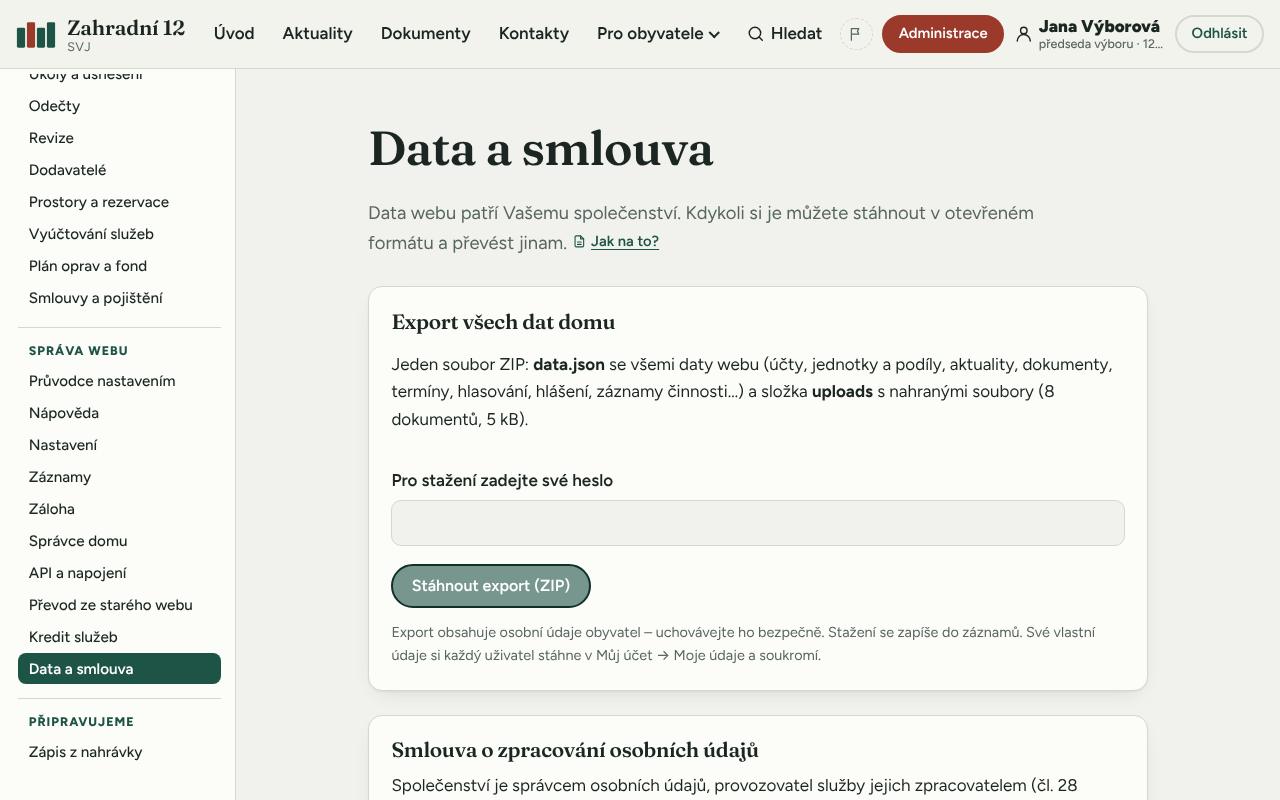 Zahradní 12
SVJ
Úvod
Aktuality
Dokumenty
Kontakty
Pro obyvatele
Hledat
Administrace
Jana Výborová
předseda výboru · 12…
Odhlásit
Úkoly a usnesení
Odečty
Revize
Dodavatelé
Prostory a rezervace
Vyúčtování služeb
Plán oprav a fond
Smlouvy a pojištění
SPRÁVA WEBU
Průvodce nastavením
Nápověda
Nastavení
Záznamy
Záloha
Správce domu
API a napojení
Převod ze starého webu
Kredit služeb
Data a smlouva
PŘIPRAVUJEME
Zápis z nahrávky
Data a smlouva
Data webu patří Vašemu společenství. Kdykoli si je můžete stáhnout v otevřeném
formátu a převést jinam. Jak na to?
Export všech dat domu
Jeden soubor ZIP: data.json se všemi daty webu (účty, jednotky a podíly, aktuality, dokumenty,
termíny, hlasování, hlášení, záznamy činnosti…) a složka uploads s nahranými soubory (8
dokumentů, 5 kB).
Pro stažení zadejte své heslo
Stáhnout export (ZIP)
Export obsahuje osobní údaje obyvatel – uchovávejte ho bezpečně. Stažení se zapíše do záznamů. Své vlastní
údaje si každý uživatel stáhne v Můj účet → Moje údaje a soukromí.
Smlouva o zpracování osobních údajů
Společenství je správcem osobních údajů, provozovatel služby jejich zpracovatelem (čl. 28